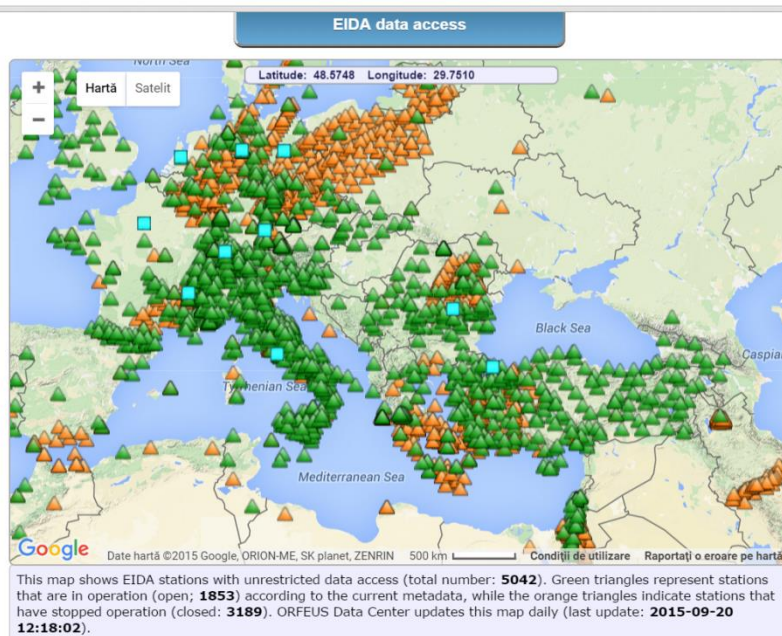 EIDA data access
North Sea
Latitude: 48.5748 Longitude: 29.7510
+
Hartă Satelit
−
Black Sea
Caspian
Tyrrhenian Sea
Mediterranean Sea
Google
Date hartă ©2015 Google, ORION-ME, SK planet, ZENRIN 500 km Condiții de utilizare Raportați o eroare pe hartă
This map shows EIDA stations with unrestricted data access (total number: 5042). Green triangles represent stations
that are in operation (open; 1853) according to the current metadata, while the orange triangles indicate stations that
have stopped operation (closed: 3189). ORFEUS Data Center updates this map daily (last update: 2015-09-20
12:18:02).